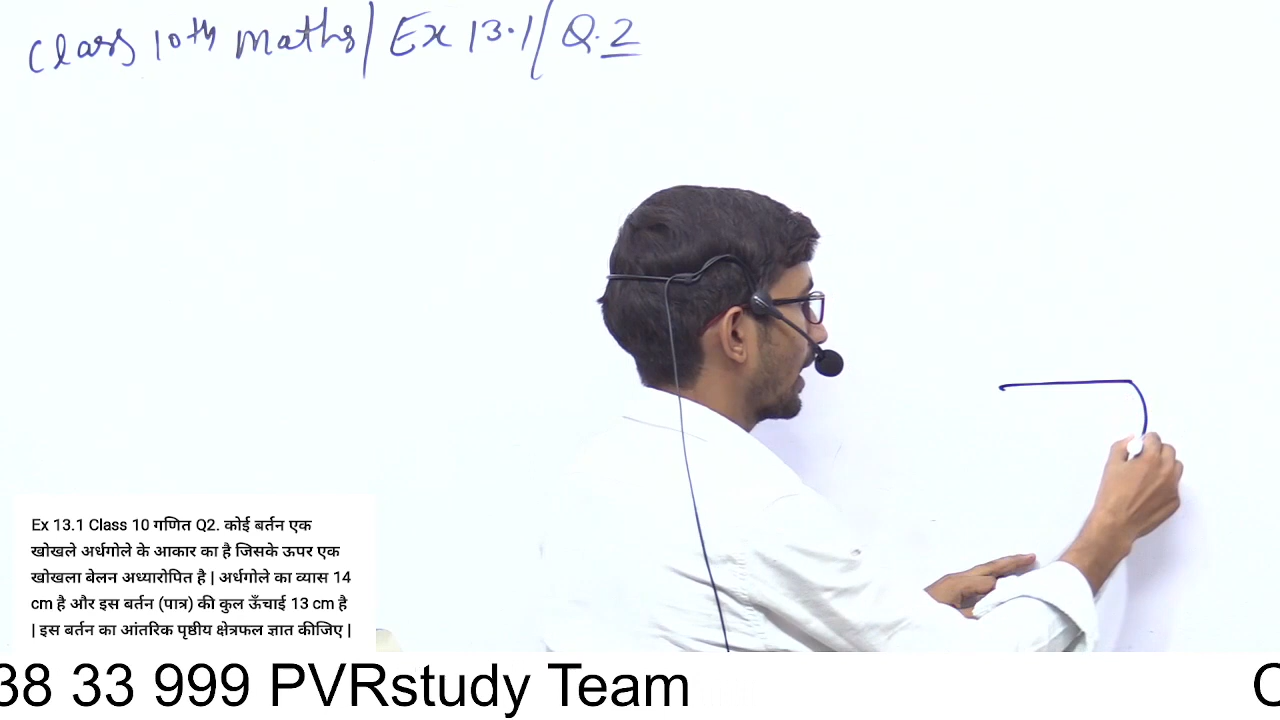 Class 10th maths / Ex 13.1 / Q.2
Ex 13.1 Class 10 गणित Q2. कोई बर्तन एक
खोखले अर्धगोले के आकार का है जिसके ऊपर एक
खोखला बेलन अध्यारोपित है | अर्धगोले का व्यास 14
cm है और इस बर्तन (पात्र) की कुल ऊँचाई 13 cm है
| इस बर्तन का आंतरिक पृष्ठीय क्षेत्रफल ज्ञात कीजिए |
38 33 999 PVRstudy Team